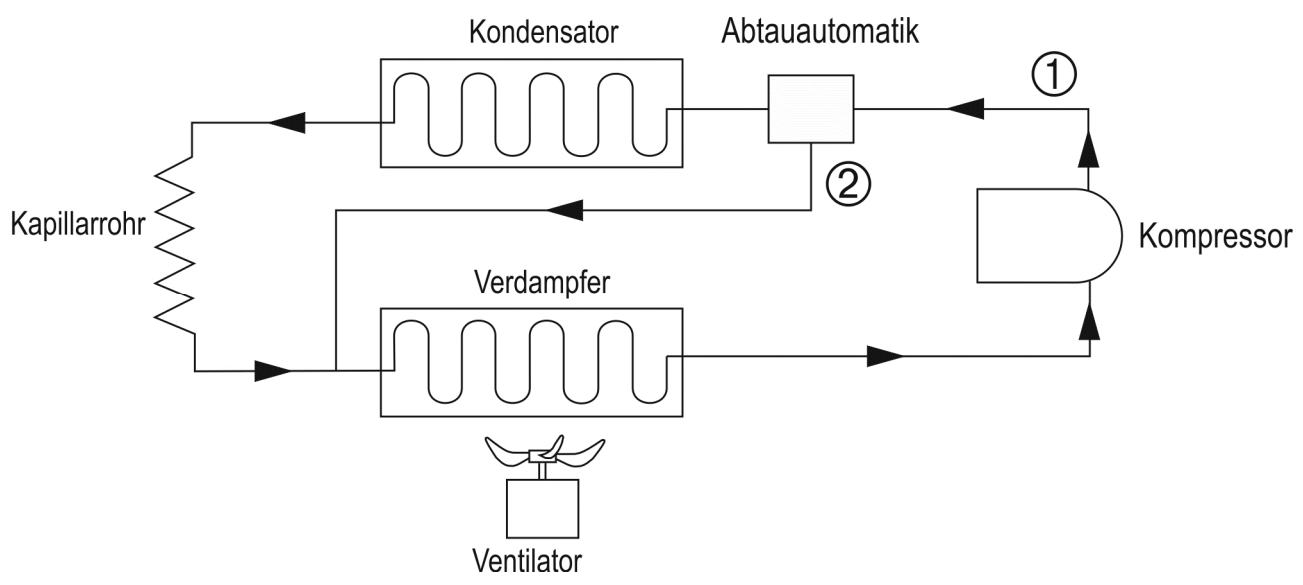 Kondensator
Abtauautomatik
①
②
Kapillarrohr
Kompressor
Verdampfer
Ventilator